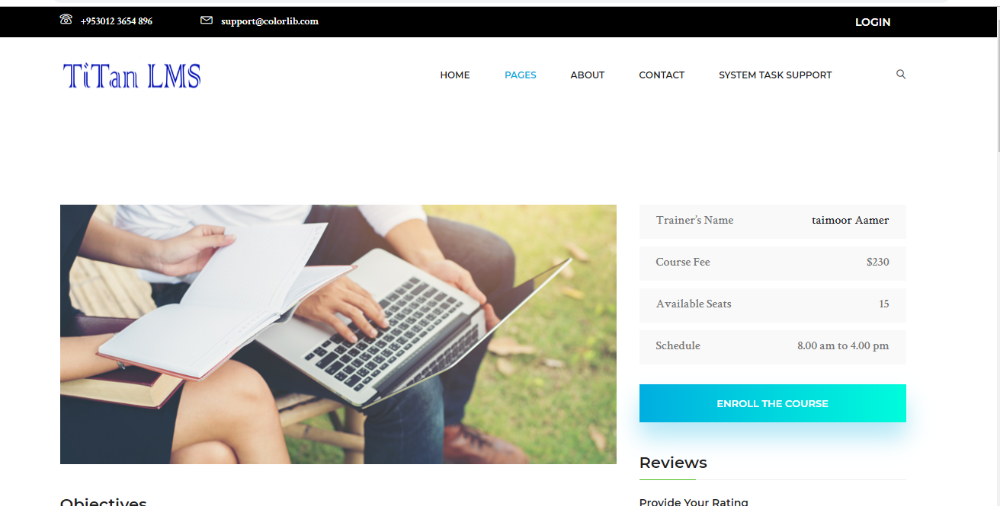 +953012 3654 896
support@colorlib.com
LOGIN
TiTan LMS
HOME
PAGES
ABOUT
CONTACT
SYSTEM TASK SUPPORT
Trainer’s Name
taimoor Aamer
Course Fee
$230
Available Seats
15
Schedule
8.00 am to 4.00 pm
ENROLL THE COURSE
Reviews
Provide Your Rating
Objectives